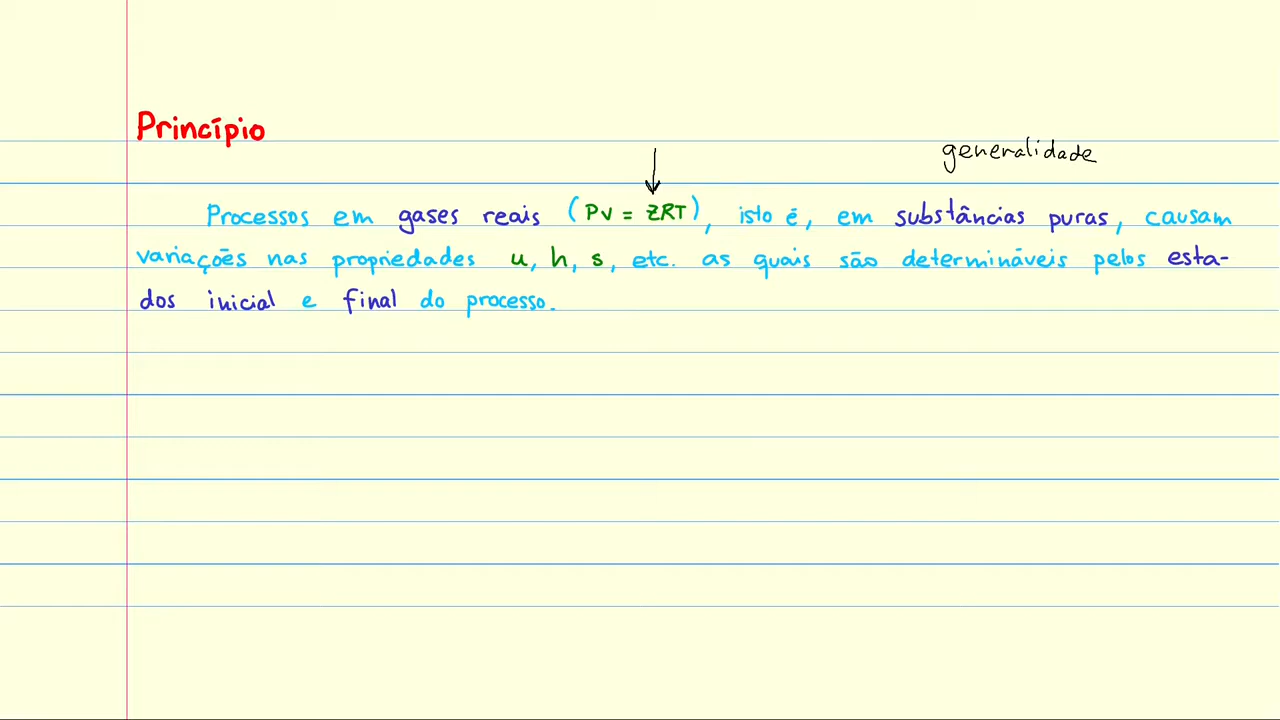 Princípio
generalidade
Processos em gases reais (Pv = ZRT), isto é, em substâncias puras, causam
variações nas propriedades u, h, s, etc. as quais são determináveis pelos esta-
dos inicial e final do processo.